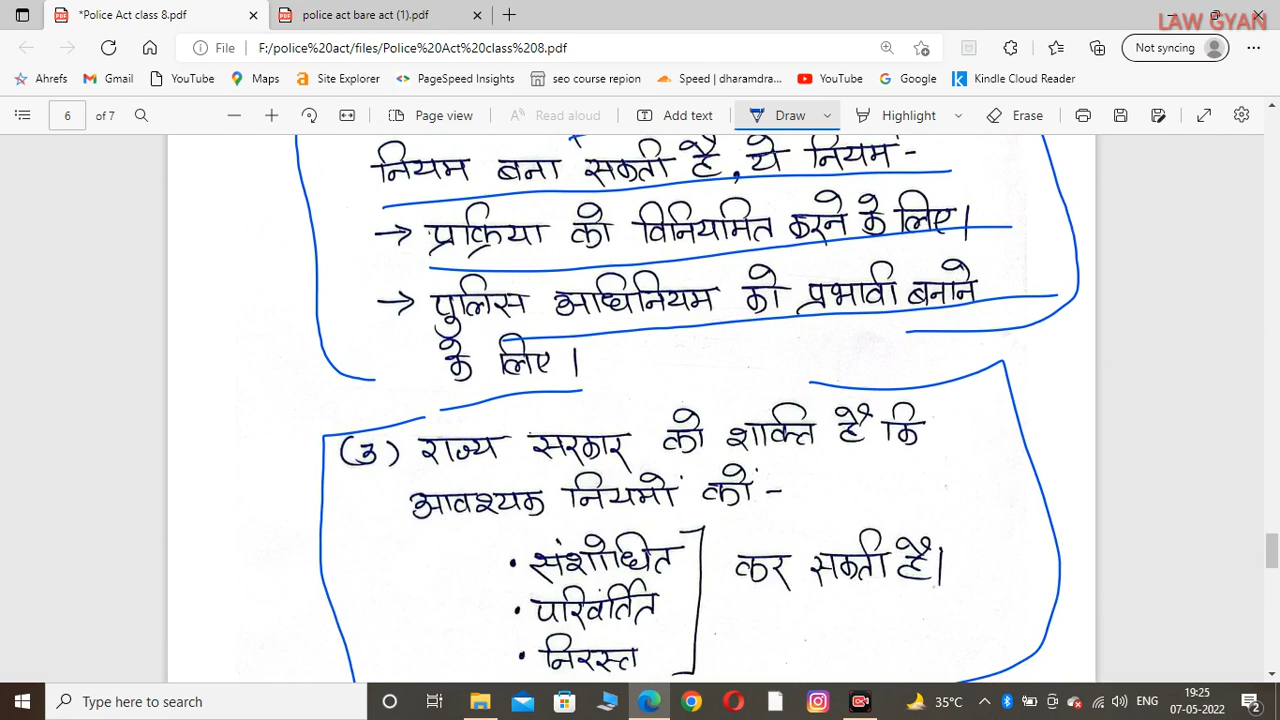 *Police Act class 8.pdf
police act bare act (1).pdf
LAW GYAN
File
F:/police%20act/files/Police%20Act%20class%208.pdf
Not syncing
Ahrefs
Gmail
YouTube
Maps
Site Explorer
PageSpeed Insights
seo course repion
Speed | dharamdra...
YouTube
Google
Kindle Cloud Reader
6
of 7
Page view
Read aloud
Add text
Draw
Highlight
Erase
नियम बना सकती है, ये नियम -
→ प्रक्रिया को विनियमित करने के लिए।
→ पुलिस अधिनियम को प्रभावी बनाने
के लिए।
(3) राज्य सरकार को शक्ति है कि
आवश्यक नियमों को -
• संशोधित
कर सकती है।
• परिवर्तित
• निरस्त
Type here to search
35°C
ENG
19:25
07-05-2022
2